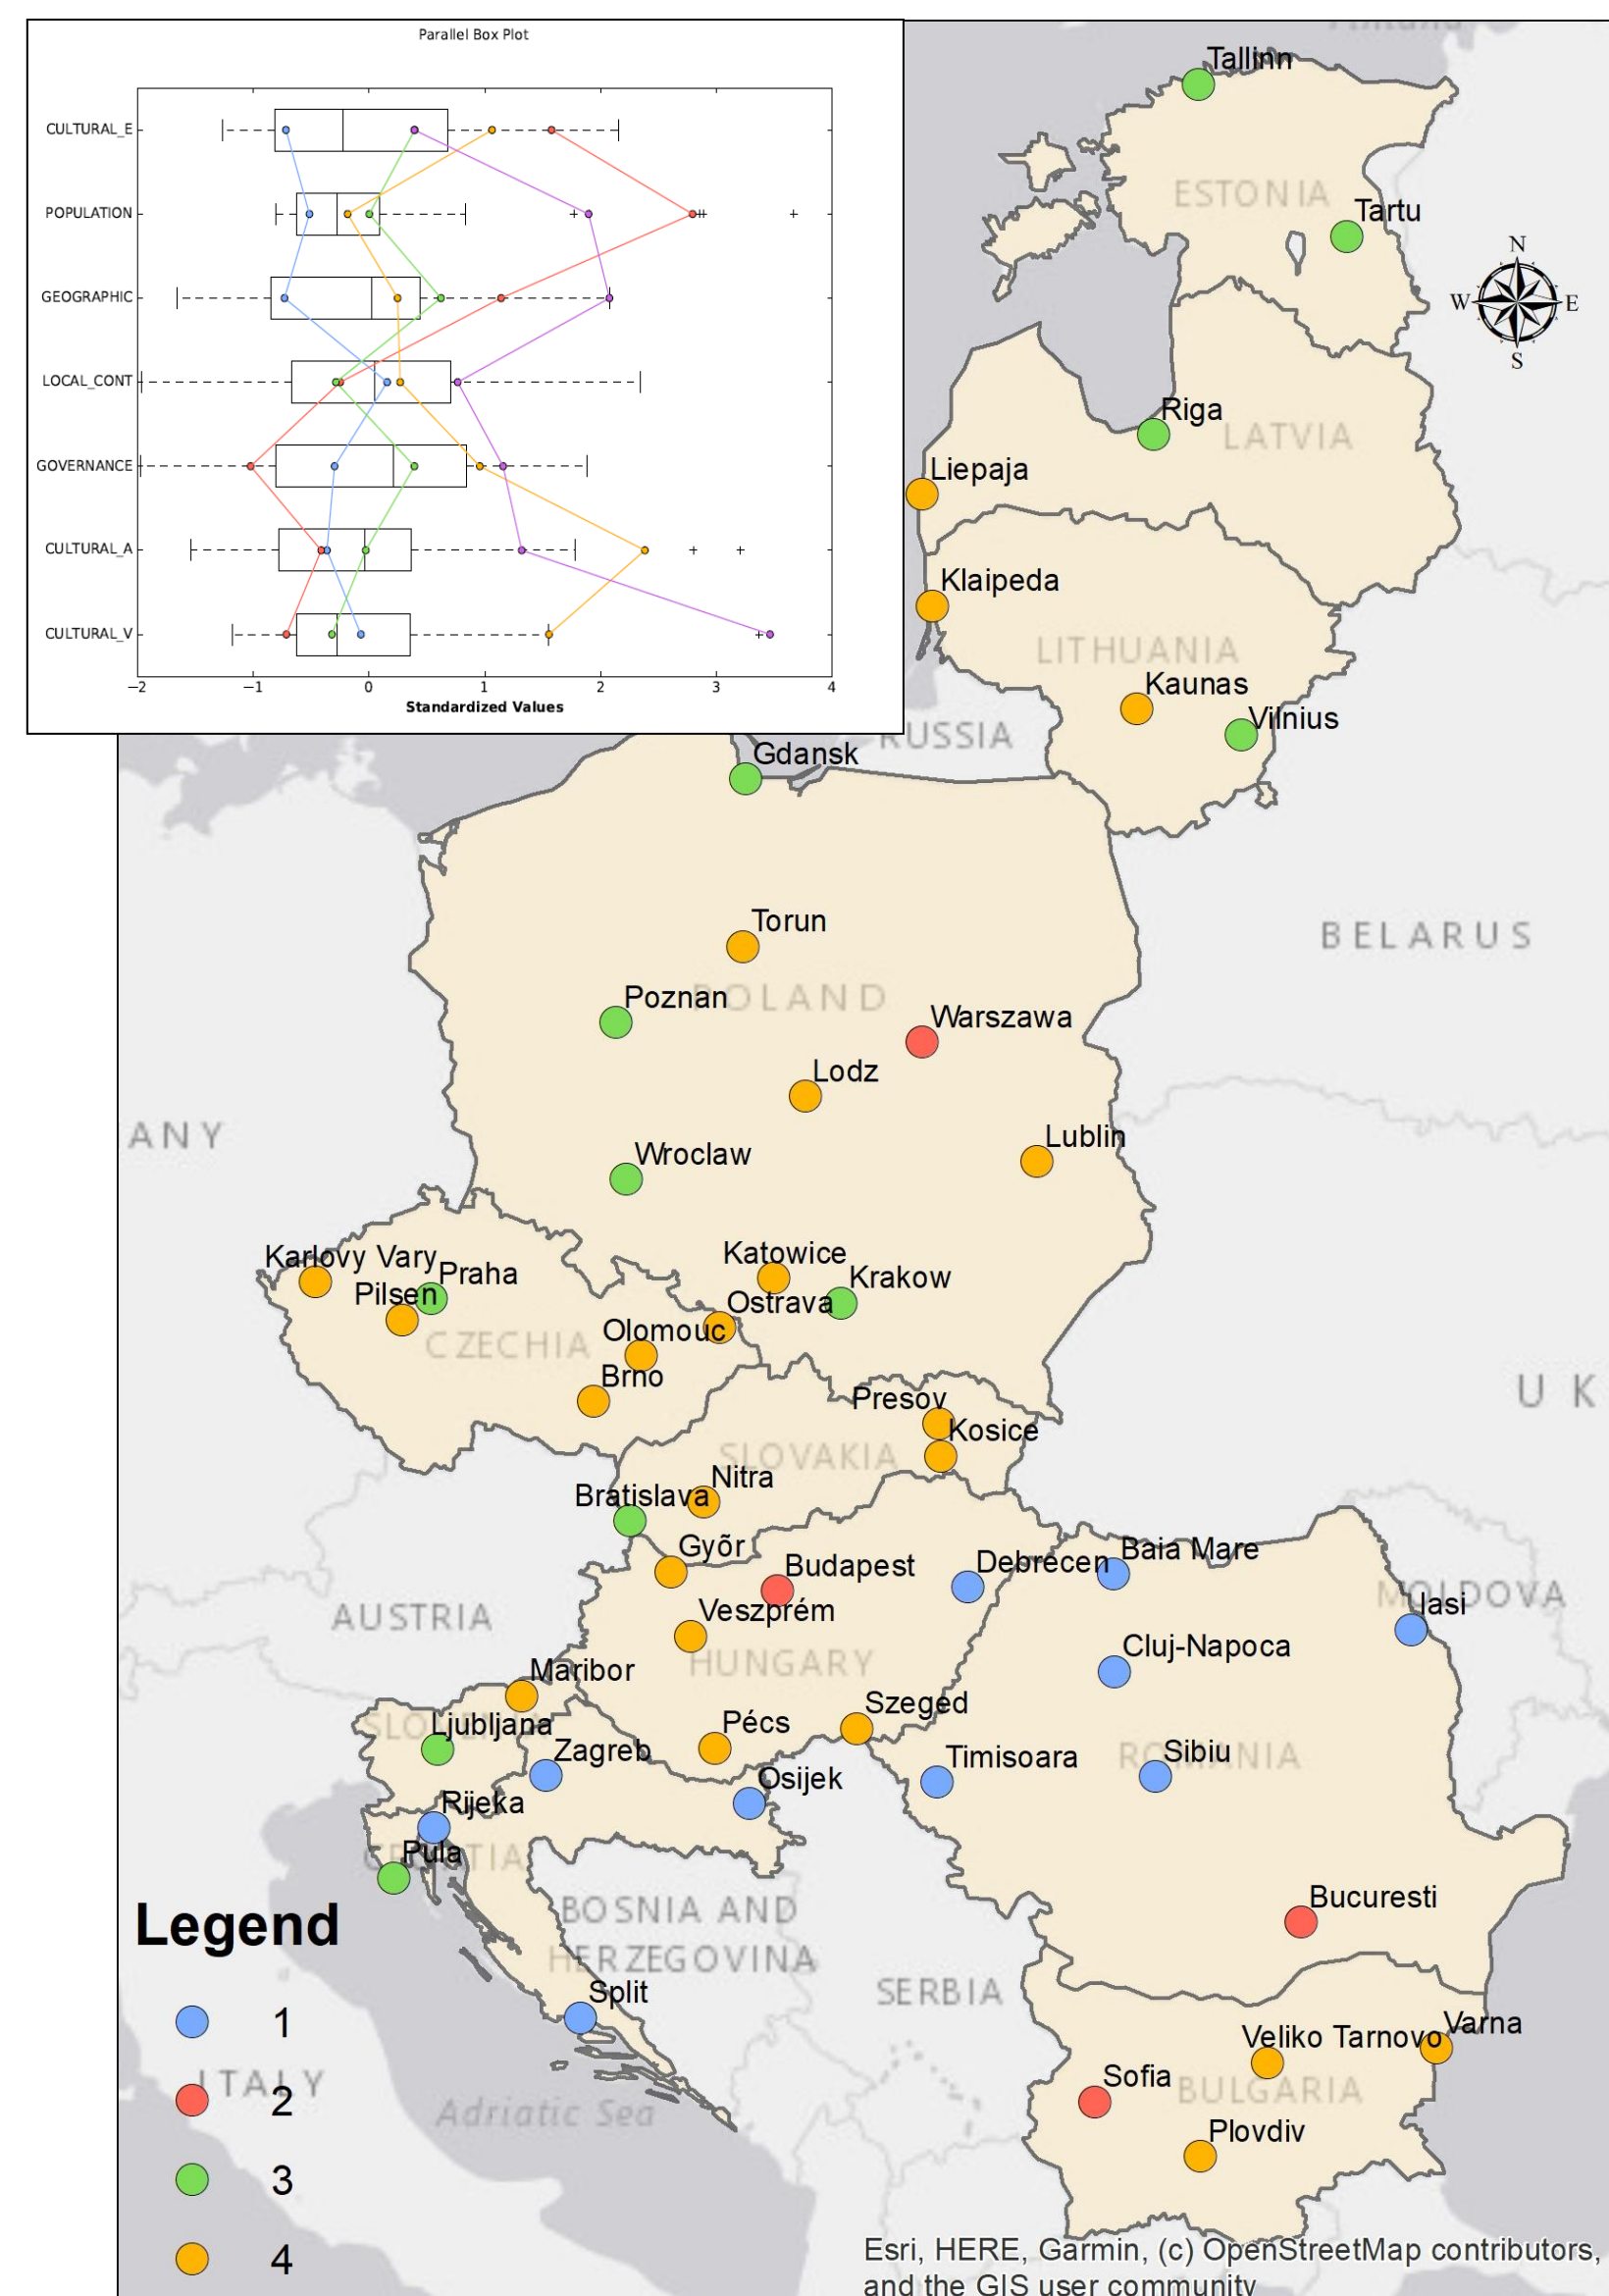 Parallel Box Plot
CULTURAL_E
POPULATION
GEOGRAPHIC
LOCAL_CONT
GOVERNANCE
CULTURAL_A
CULTURAL_V
−2 −1 0 1 2 3 4
Standardized Values
Tallinn
ESTONIA
Tartu
N
W E
S
Riga
LATVIA
Liepaja
Klaipeda
LITHUANIA
Kaunas
Vilnius
RUSSIA
Gdansk
Torun
BELARUS
Poznan
POLAND
Warszawa
Lodz
ANY
Lublin
Wroclaw
Karlovy Vary
Katowice
Praha
Krakow
Pilsen
Ostrava
Olomouc
CZECHIA
Brno
U K
Presov
Kosice
SLOVAKIA
Nitra
Bratislava
Győr
Budapest
Debrecen
Baia Mare
MOLDOVA
Iasi
AUSTRIA
Veszprém
Cluj-Napoca
HUNGARY
Maribor
Szeged
Ljubljana
Pécs
Zagreb
Timisoara
Sibiu
ROMANIA
Osijek
Rijeka
Pula
CROATIA
Bucuresti
BOSNIA AND
HERZEGOVINA
Legend
Split
SERBIA
1
Veliko Tarnovo
Varna
ITALY
2
Adriatic Sea
Sofia
BULGARIA
Plovdiv
3
4
Esri, HERE, Garmin, (c) OpenStreetMap contributors,
and the GIS user community